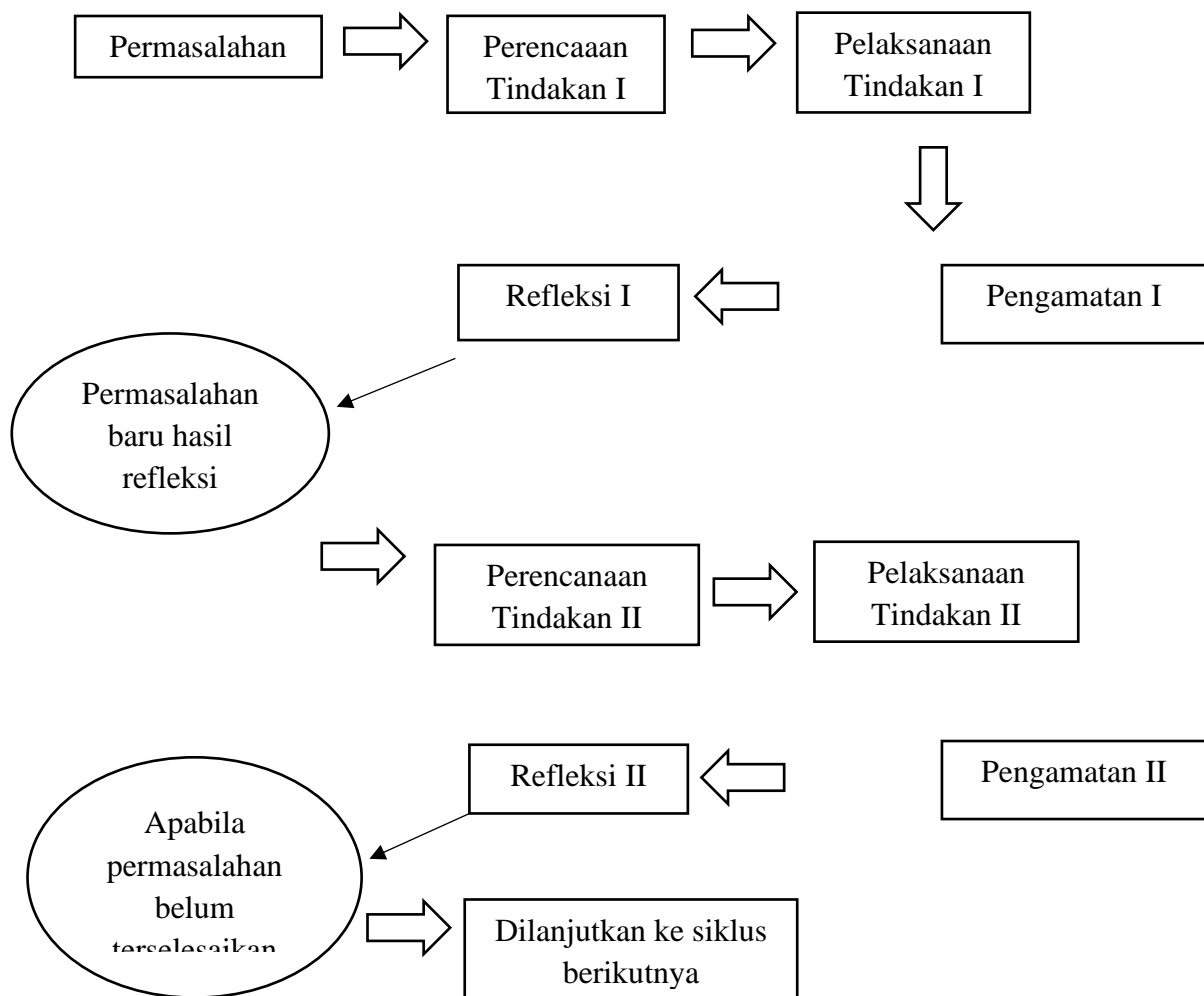 Permasalahan
Perencaaan
Tindakan I
Pelaksanaan
Tindakan I
Refleksi I
Pengamatan I
Permasalahan
baru hasil
refleksi
Perencanaan
Tindakan II
Pelaksanaan
Tindakan II
Refleksi II
Pengamatan II
Apabila
permasalahan
belum
terselesaikan
Dilanjutkan ke siklus
berikutnya